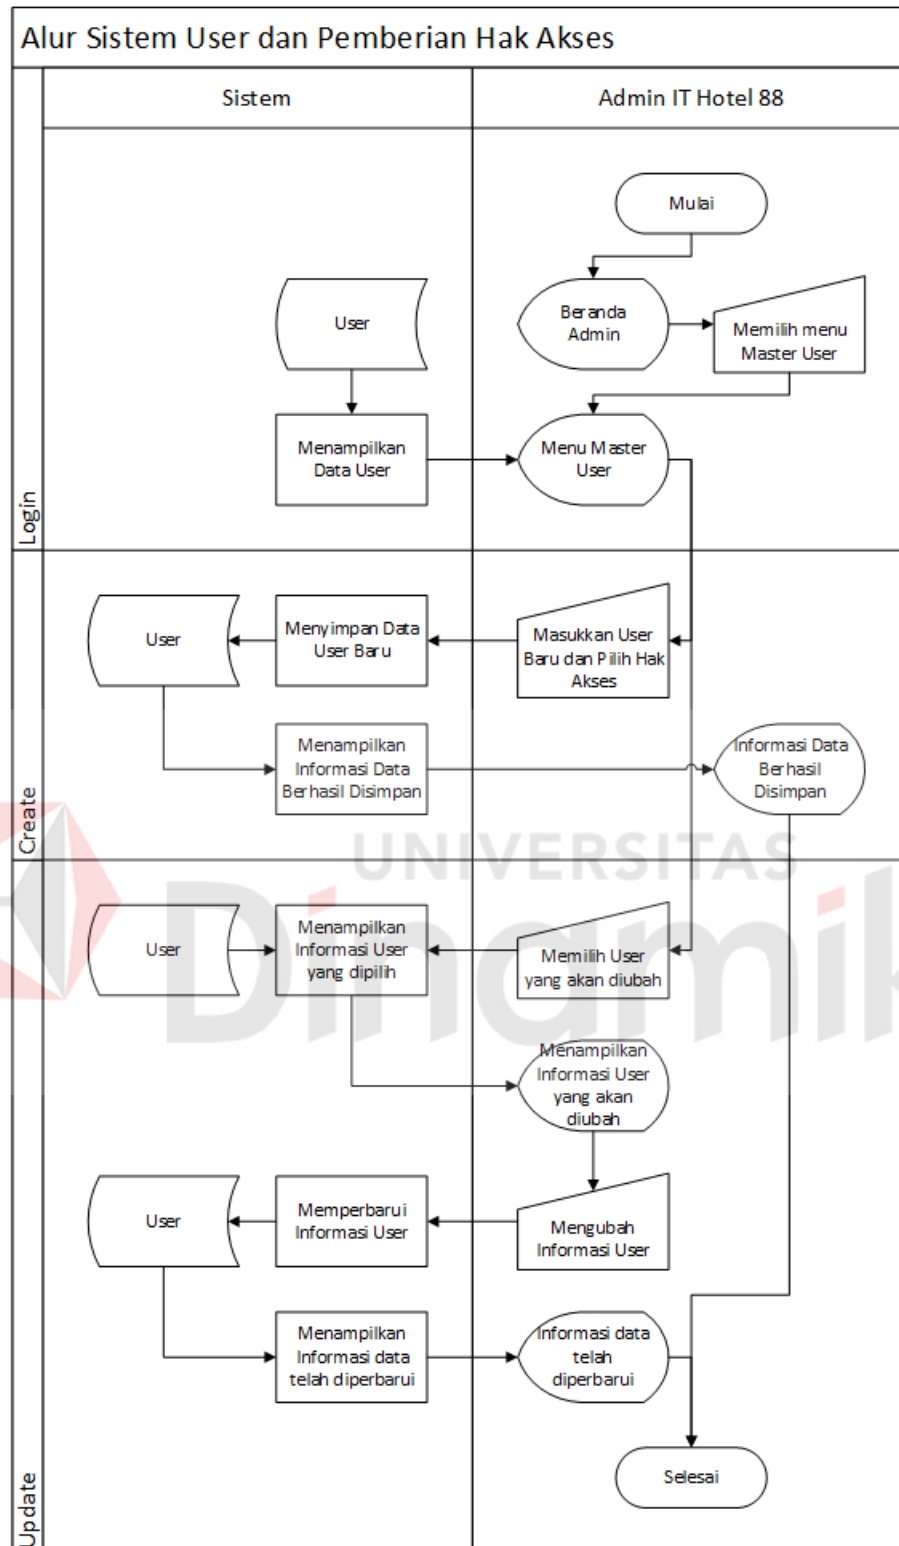 Alur Sistem User dan Pemberian Hak Akses
Sistem
Admin IT Hotel 88
Login
Mulai
User
Beranda
Admin
Memilih menu
Master User
Menampilkan
Data User
Menu Master
User
Create
User
Menyimpan Data
User Baru
Masukkan User
Baru dan Pilih Hak
Akses
Menampilkan
Informasi Data
Berhasil Disimpan
Informasi Data
Berhasil
Disimpan
UNIVERSITAS
Dinamik
Update
User
Menampilkan
Informasi User
yang dipilih
Memilih User
yang akan diubah
Menampilkan
Informasi User
yang akan
diubah
User
Memperbarui
Informasi User
Mengubah
Informasi User
Menampilkan
Informasi data
telah diperbarui
Informasi data
telah
diperbarui
Selesai